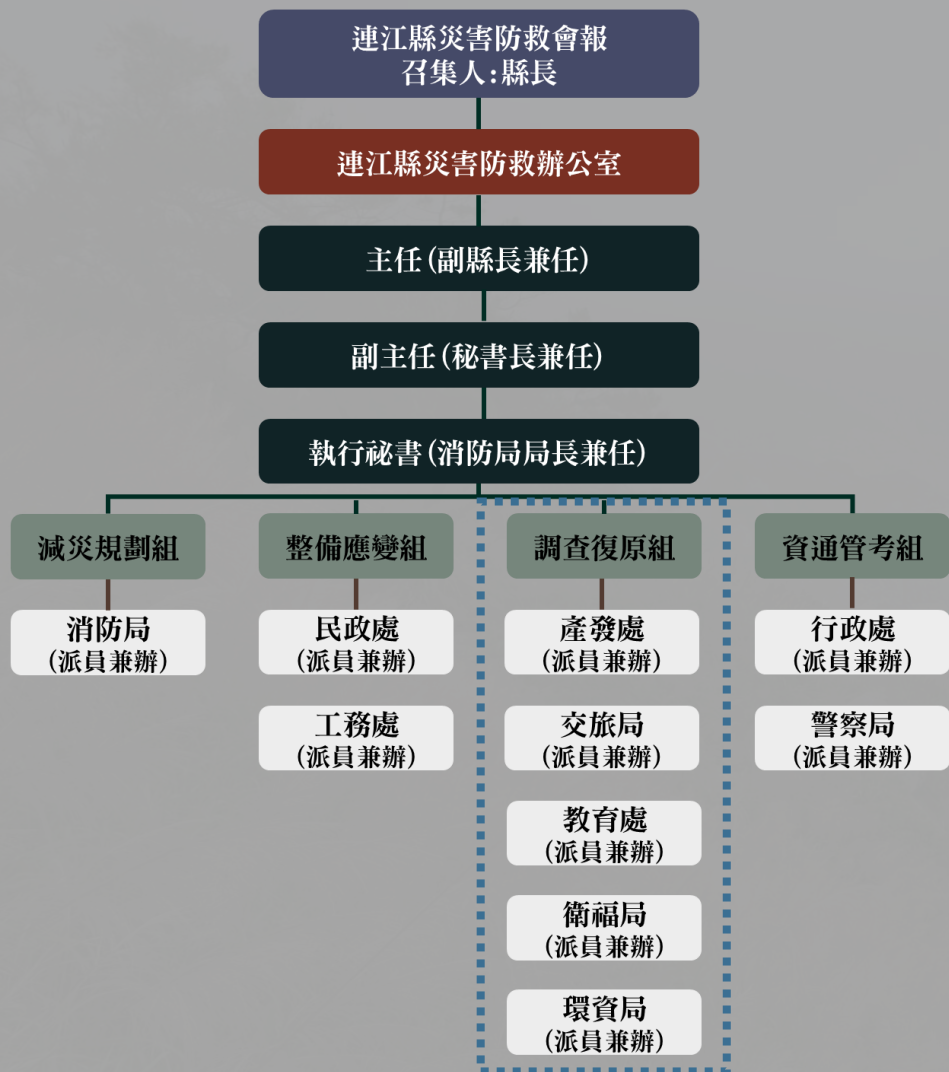 連江縣災害防救會報
召集人:縣長
連江縣災害防救辦公室
主任(副縣長兼任)
副主任(秘書長兼任)
執行祕書(消防局局長兼任)
減災規劃組
消防局
(派員兼辦)
整備應變組
民政處
(派員兼辦)
工務處
(派員兼辦)
調查復原組
產發處
(派員兼辦)
交旅局
(派員兼辦)
教育處
(派員兼辦)
衛福局
(派員兼辦)
環資局
(派員兼辦)
資通管考組
行政處
(派員兼辦)
警察局
(派員兼辦)